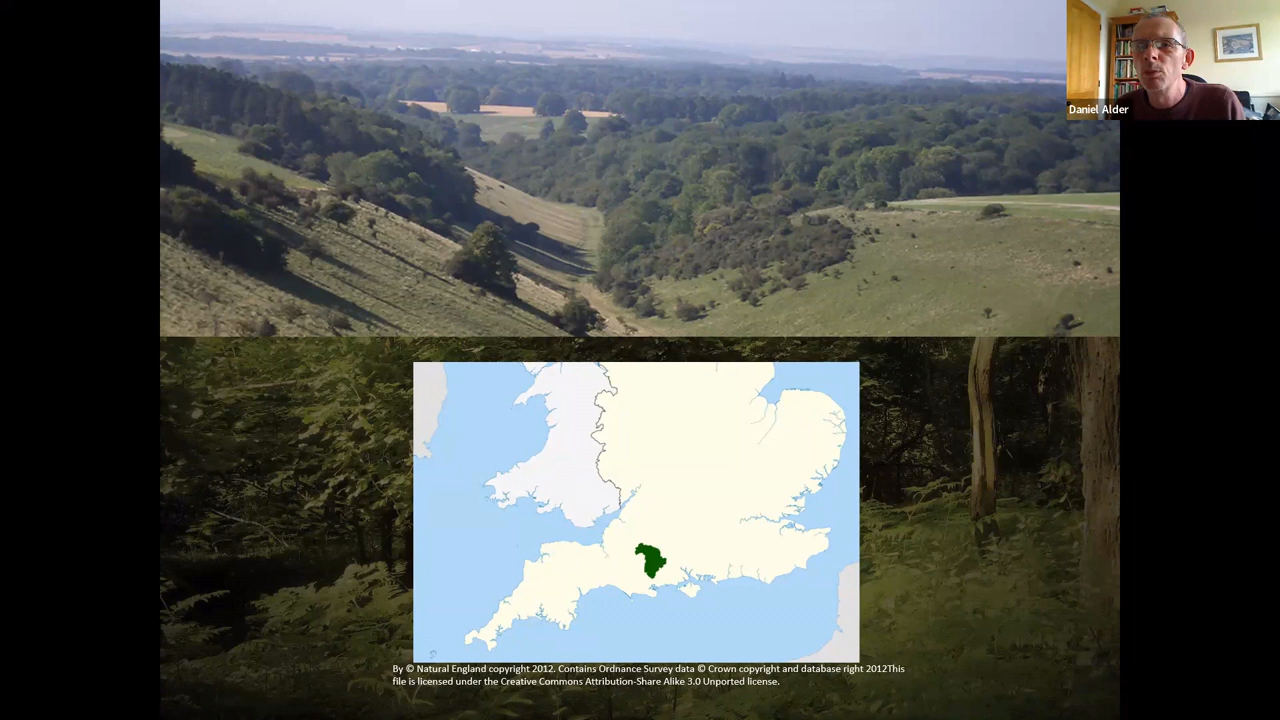 Daniel Alder
By © Natural England copyright 2012. Contains Ordnance Survey data © Crown copyright and database right 2012This
file is licensed under the Creative Commons Attribution-Share Alike 3.0 Unported license.